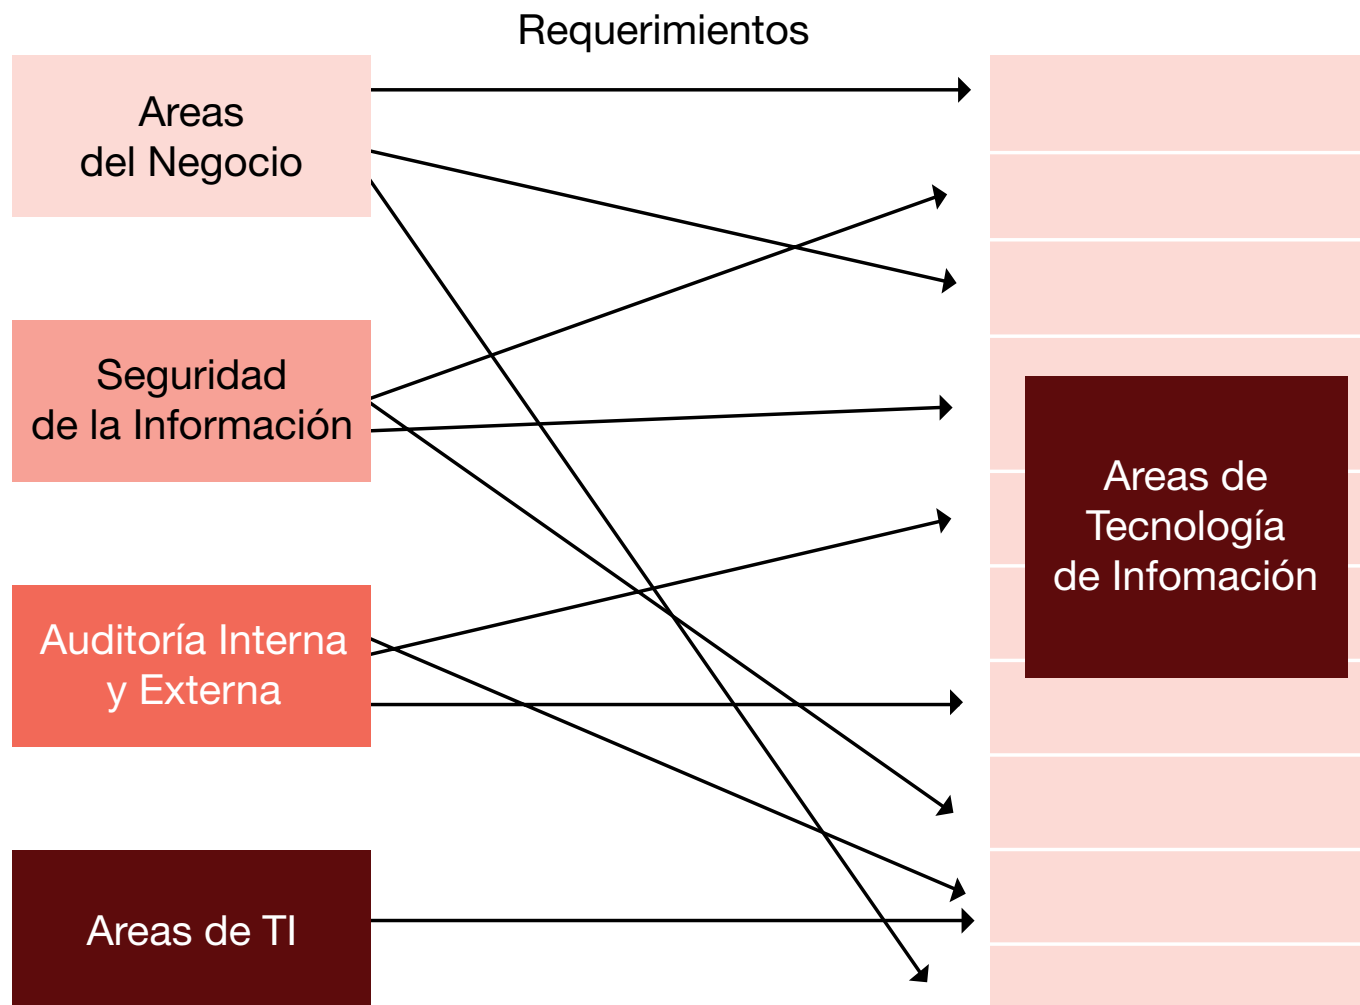 Requerimientos
Areas
del Negocio
Seguridad
de la Información
Auditoría Interna
y Externa
Areas de TI
Areas de
Tecnología
de Infomación